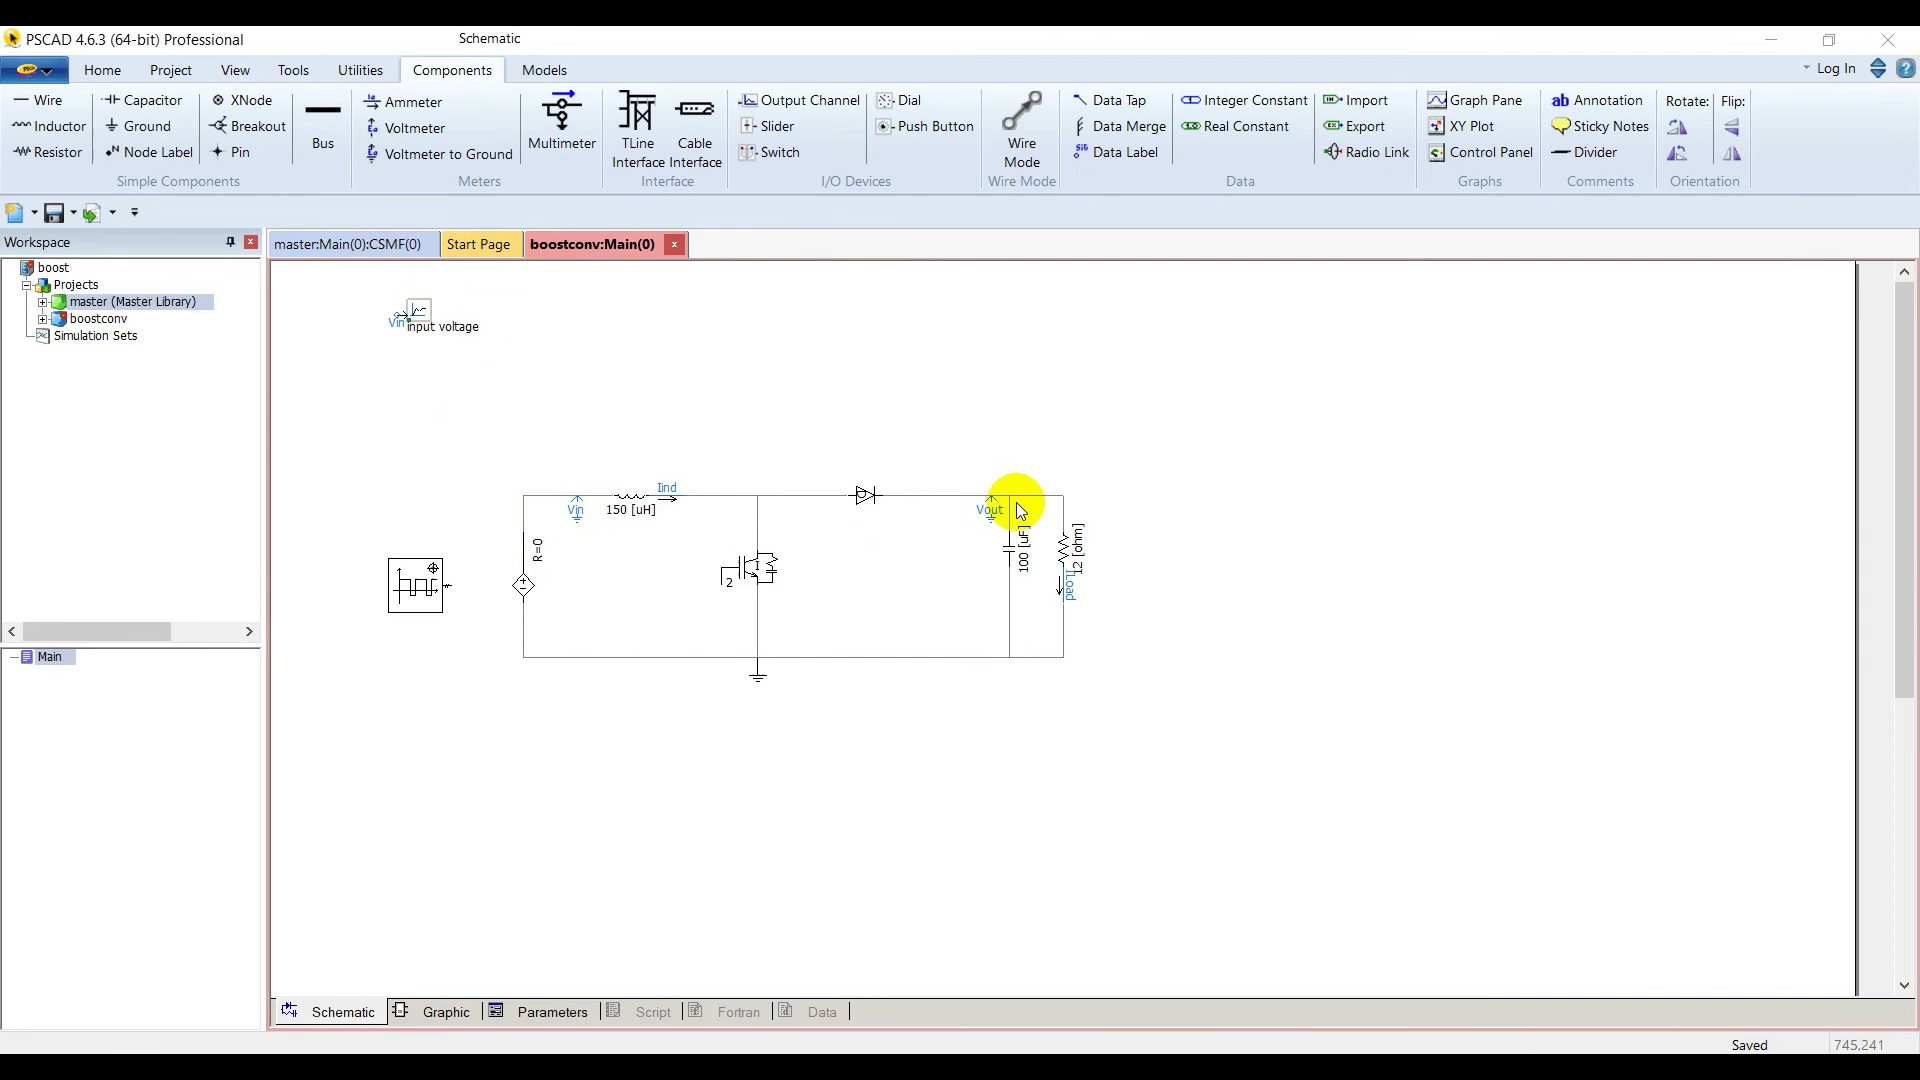 PSCAD 4.6.3 (64-bit) Professional
Schematic
Home Project View Tools Utilities Components Models
Log In
Wire Capacitor XNode
Inductor Ground Breakout
Resistor Node Label Pin
Simple Components
Bus
Ammeter
Voltmeter
Voltmeter to Ground
Meters
Multimeter
TLine Interface
Cable Interface
Interface
Output Channel Dial
Slider Push Button
Switch
I/O Devices
Wire Mode
Wire Mode
Data Tap Integer Constant Import
Data Merge Real Constant Export
Data Label Radio Link
Data
Graph Pane
XY Plot
Control Panel
Graphs
Annotation
Sticky Notes
Divider
Comments
Rotate: Flip:
Orientation
Workspace
master:Main(0):CSMF(0) Start Page boostconv:Main(0) x
boost
Projects
master (Master Library)
boostconv
Simulation Sets
Main
Vin
input voltage
Vin
150 [uH]
Iind
R=0
I
2
D
Vout
100 [uF]
12 [ohm]
ILoad
Schematic Graphic Parameters Script Fortran Data
Saved 745,241